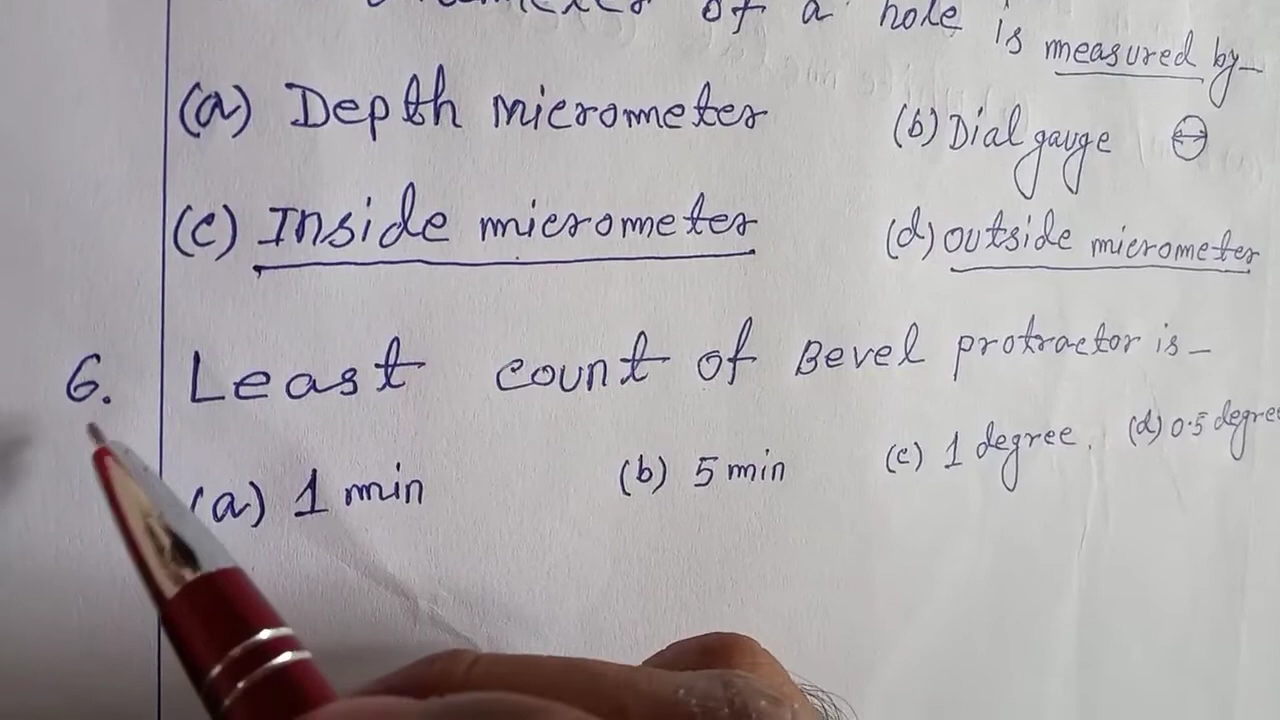 of a hole is measured by-
(a) Depth micrometer (b) Dial gauge
(c) Inside micrometer (d) outside micrometer
6. Least count of Bevel protractor is-
(a) 1 min (b) 5 min (c) 1 degree. (d) 0.5 degree